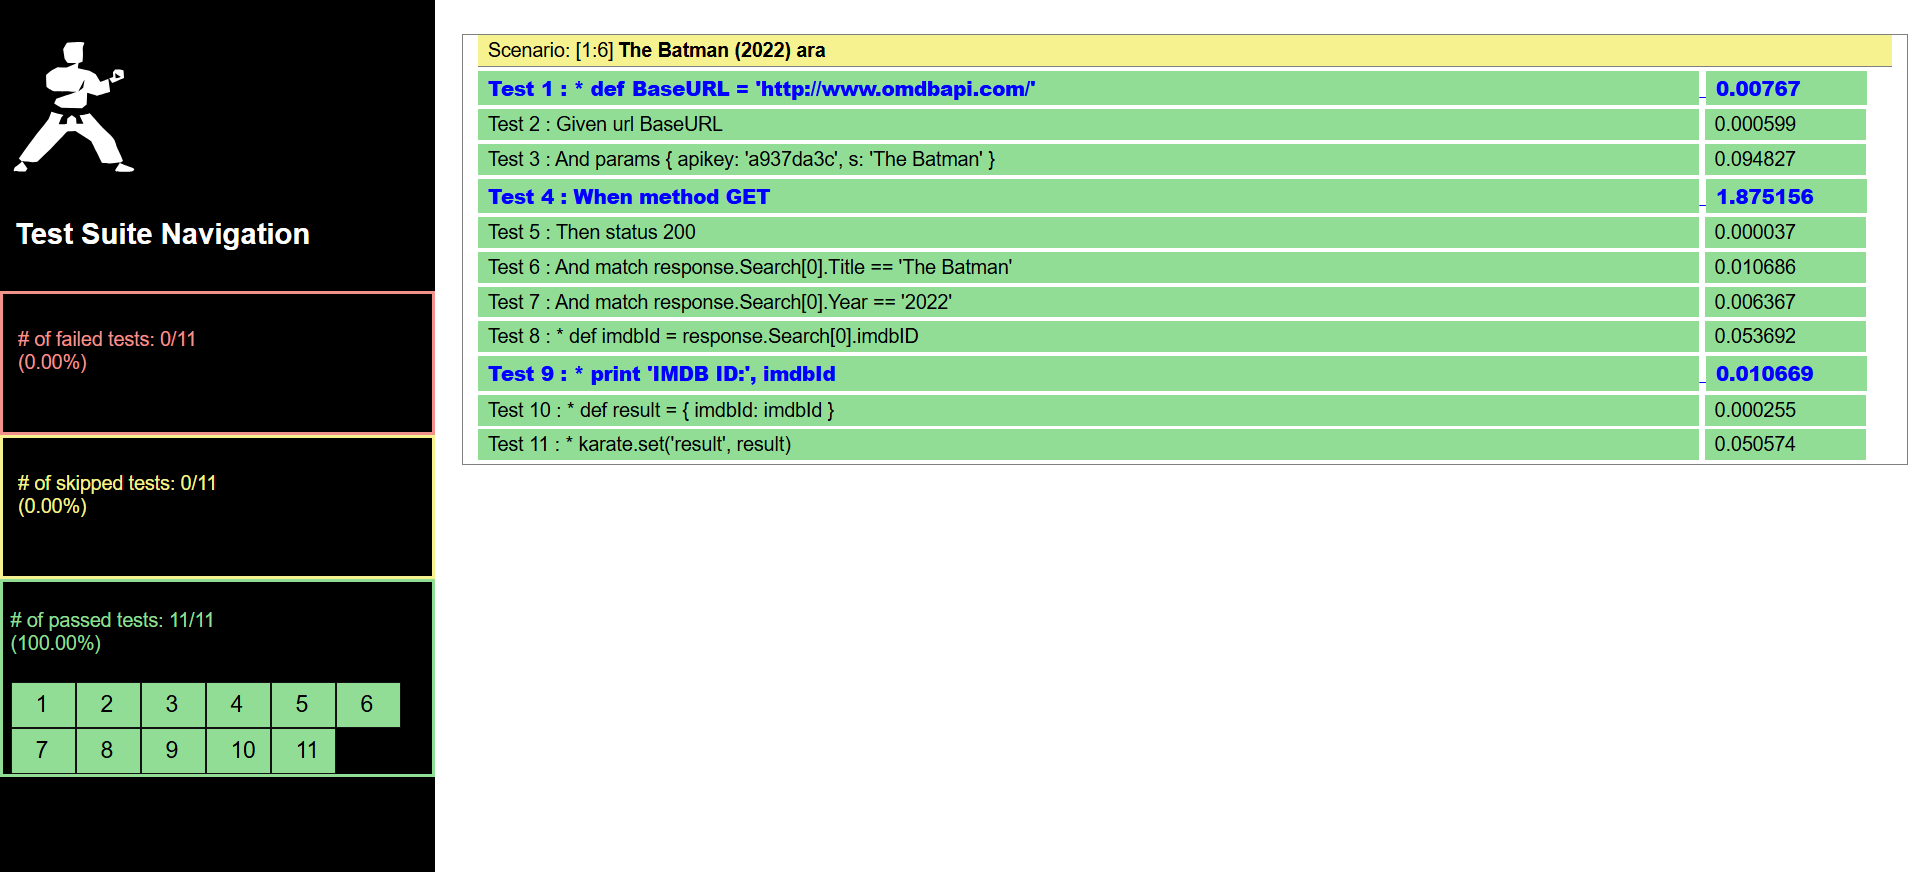 Test Suite Navigation
# of failed tests: 0/11
(0.00%)
# of skipped tests: 0/11
(0.00%)
# of passed tests: 11/11
(100.00%)
1 2 3 4 5 6
7 8 9 10 11
Scenario: [1:6] The Batman (2022) ara
Test 1 : * def BaseURL = 'http://www.omdbapi.com/' 0.00767
Test 2 : Given url BaseURL 0.000599
Test 3 : And params { apikey: 'a937da3c', s: 'The Batman' } 0.094827
Test 4 : When method GET 1.875156
Test 5 : Then status 200 0.000037
Test 6 : And match response.Search[0].Title == 'The Batman' 0.010686
Test 7 : And match response.Search[0].Year == '2022' 0.006367
Test 8 : * def imdbId = response.Search[0].imdbID 0.053692
Test 9 : * print 'IMDB ID:', imdbId 0.010669
Test 10 : * def result = { imdbId: imdbId } 0.000255
Test 11 : * karate.set('result', result) 0.050574